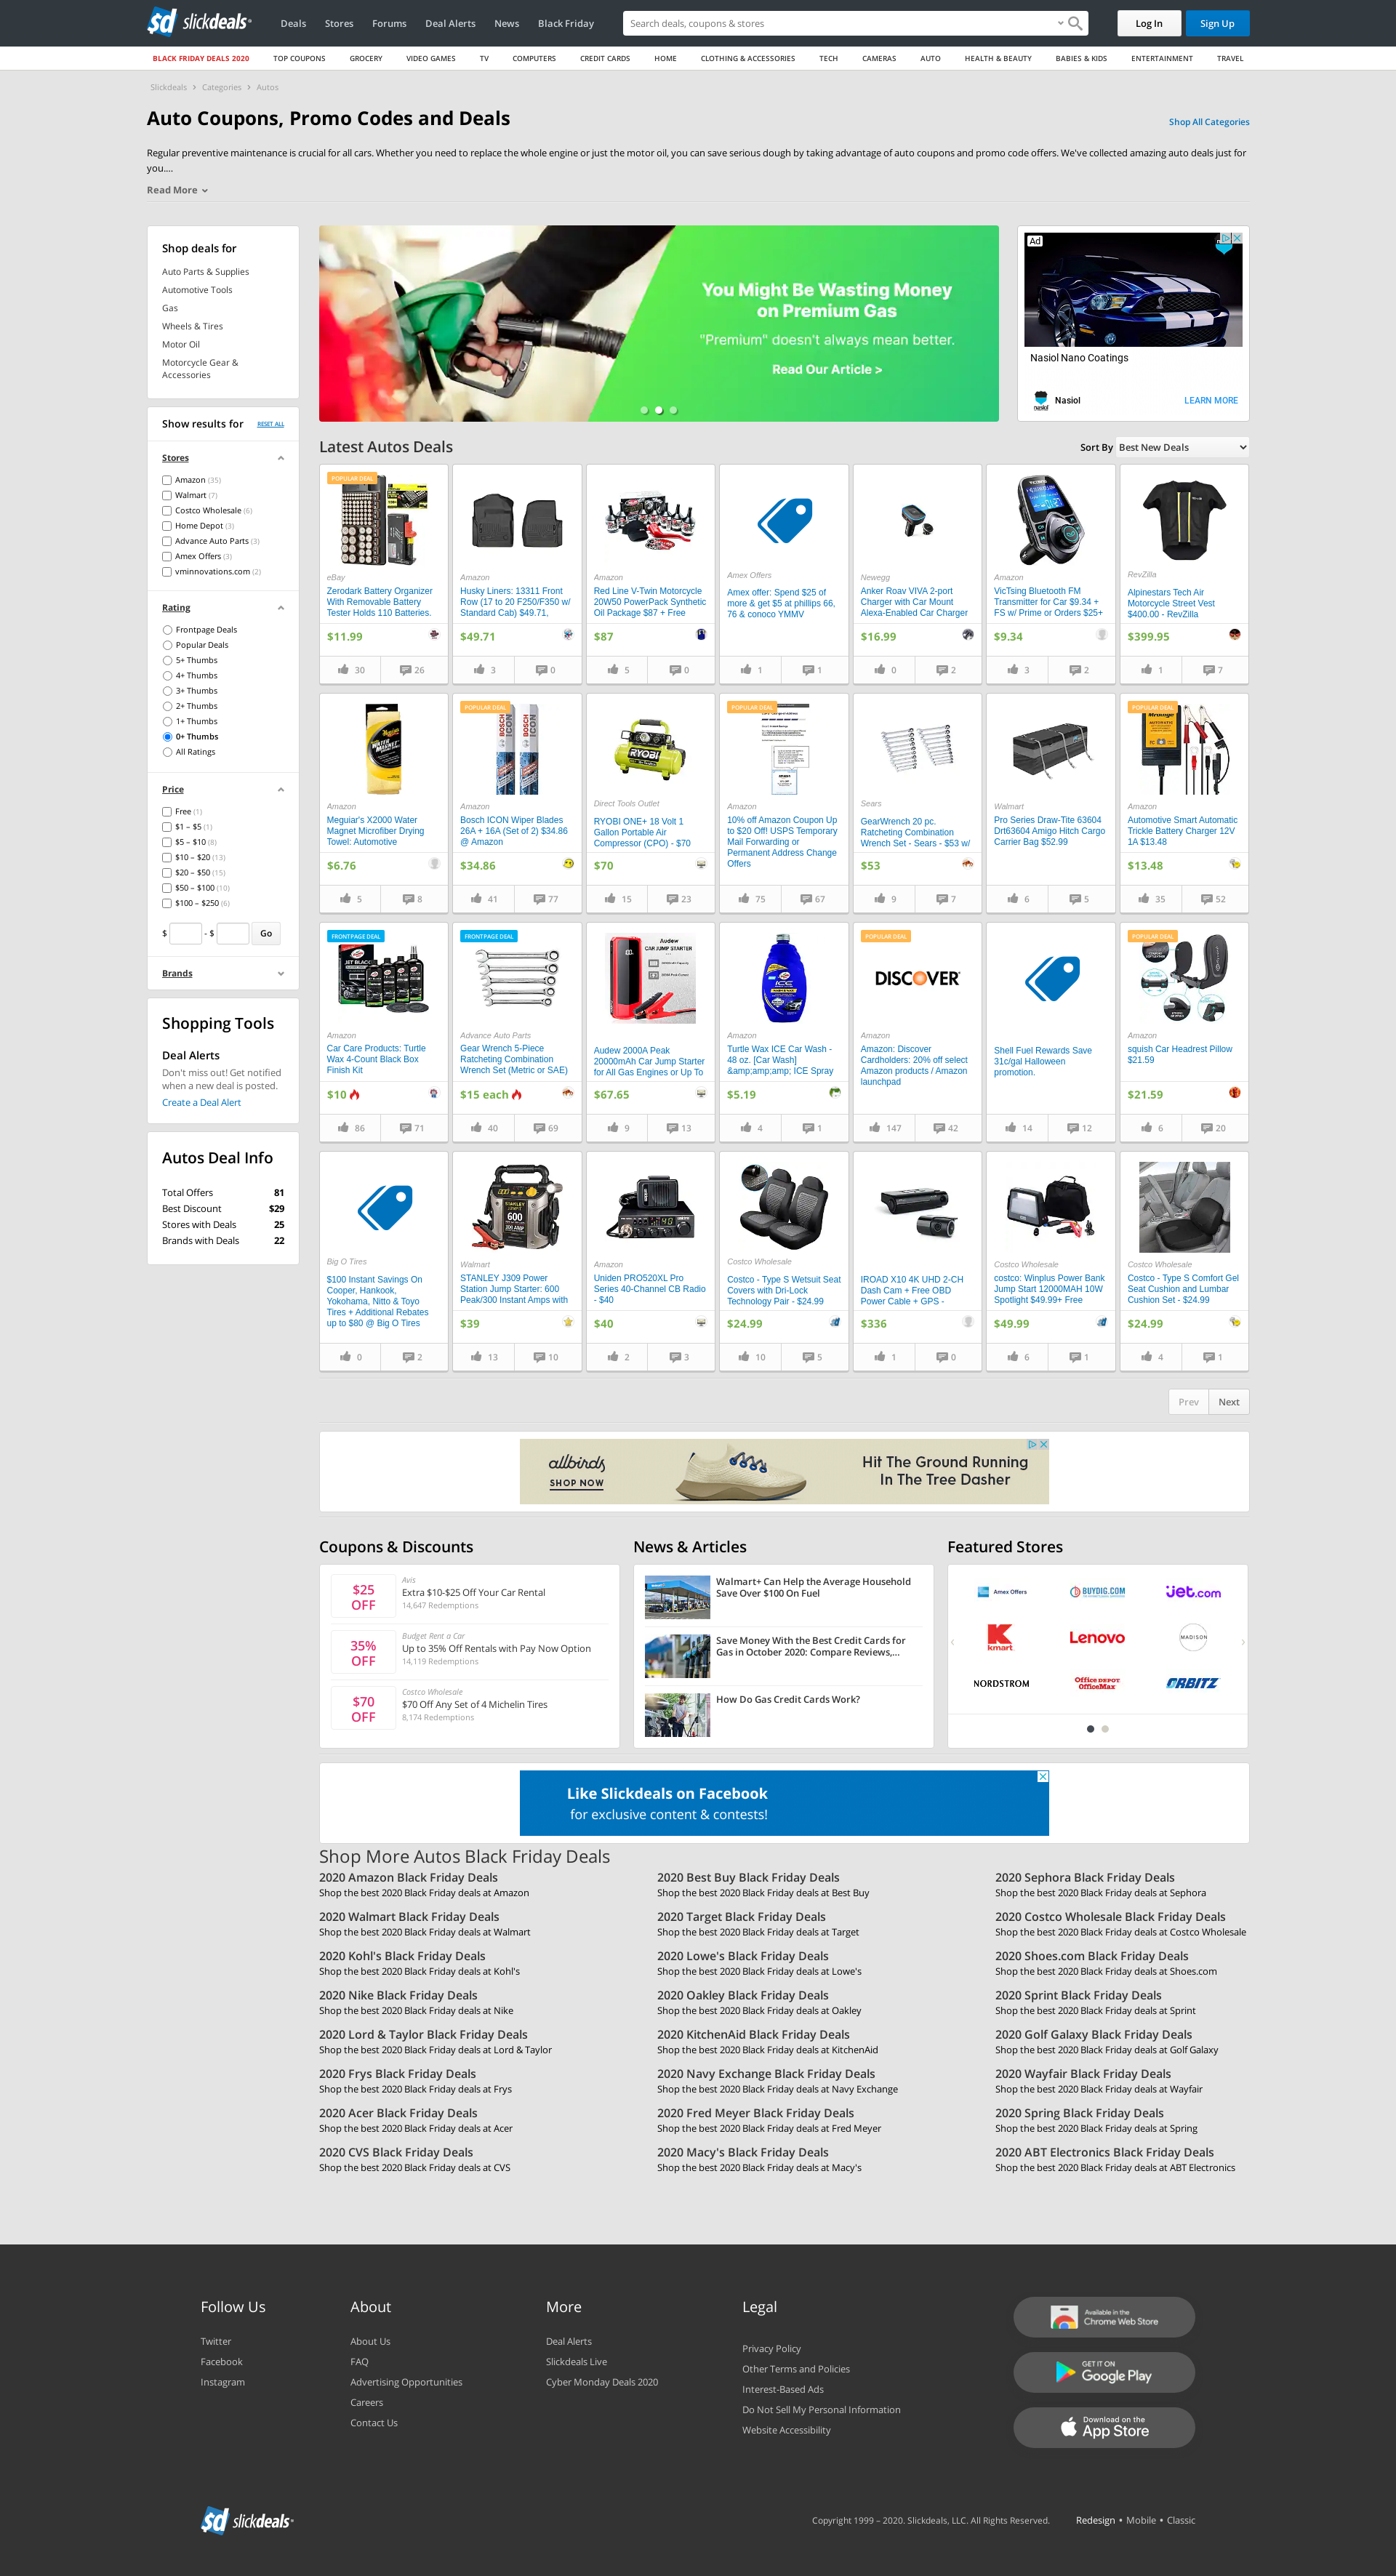 slickdeals
Deals Stores Forums Deal Alerts News Black Friday
Search deals, coupons & stores
Log In
Sign Up
BLACK FRIDAY DEALS 2020 TOP COUPONS GROCERY VIDEO GAMES TV COMPUTERS CREDIT CARDS HOME CLOTHING & ACCESSORIES TECH CAMERAS AUTO HEALTH & BEAUTY BABIES & KIDS ENTERTAINMENT TRAVEL
Slickdeals › Categories › Autos
Auto Coupons, Promo Codes and Deals
Shop All Categories
Regular preventive maintenance is crucial for all cars. Whether you need to replace the whole engine or just the motor oil, you can save serious dough by taking advantage of auto coupons and promo code offers. We've collected amazing auto deals just for
you....
Read More
Shop deals for
Auto Parts & Supplies
Automotive Tools
Gas
Wheels & Tires
Motor Oil
Motorcycle Gear &
Accessories
Show results for RESET ALL
Stores
Amazon (35)
Walmart (7)
Costco Wholesale (6)
Home Depot (3)
Advance Auto Parts (3)
Amex Offers (3)
vminnovations.com (2)
Rating
Frontpage Deals
Popular Deals
5+ Thumbs
4+ Thumbs
3+ Thumbs
2+ Thumbs
1+ Thumbs
0+ Thumbs
All Ratings
Price
Free (1)
$1 – $5 (1)
$5 – $10 (8)
$10 – $20 (13)
$20 – $50 (15)
$50 – $100 (10)
$100 – $250 (6)
$ - $ Go
Brands
Shopping Tools
Deal Alerts
Don't miss out! Get notified
when a new deal is posted.
Create a Deal Alert
Autos Deal Info
Total Offers 81
Best Discount $29
Stores with Deals 25
Brands with Deals 22
You Might Be Wasting Money
on Premium Gas
"Premium" doesn't always mean better.
Read Our Article >
Ad
Nasiol Nano Coatings
Nasiol
LEARN MORE
Latest Autos Deals
Sort By Best New Deals
POPULAR DEAL
eBay
Zerodark Battery Organizer
With Removable Battery
Tester Holds 110 Batteries.
$11.99
30 26
Amazon
Husky Liners: 13311 Front
Row (17 to 20 F250/F350 w/
Standard Cab) $49.71,
$49.71
3 0
Amazon
Red Line V-Twin Motorcycle
20W50 PowerPack Synthetic
Oil Package $87 + Free
$87
5 0
Amex Offers
Amex offer: Spend $25 of
more & get $5 at phillips 66,
76 & conoco YMMV
1 1
Newegg
Anker Roav VIVA 2-port
Charger with Car Mount
Alexa-Enabled Car Charger
$16.99
0 2
Amazon
VicTsing Bluetooth FM
Transmitter for Car $9.34 +
FS w/ Prime or Orders $25+
$9.34
3 2
RevZilla
Alpinestars Tech Air
Motorcycle Street Vest
$400.00 - RevZilla
$399.95
1 7
Amazon
Meguiar's X2000 Water
Magnet Microfiber Drying
Towel: Automotive
$6.76
5 8
POPULAR DEAL
BOSCH ICON
Amazon
Bosch ICON Wiper Blades
26A + 16A (Set of 2) $34.86
@ Amazon
$34.86
41 77
RYOBI
Direct Tools Outlet
RYOBI ONE+ 18 Volt 1
Gallon Portable Air
Compressor (CPO) - $70
$70
15 23
POPULAR DEAL
Amazon
10% off Amazon Coupon Up
to $20 Off! USPS Temporary
Mail Forwarding or
Permanent Address Change
Offers
75 67
Sears
GearWrench 20 pc.
Ratcheting Combination
Wrench Set - Sears - $53 w/
$53
9 7
Walmart
Pro Series Draw-Tite 63604
Drt63604 Amigo Hitch Cargo
Carrier Bag $52.99
6 5
POPULAR DEAL
Amazon
Automotive Smart Automatic
Trickle Battery Charger 12V
1A $13.48
$13.48
35 52
FRONTPAGE DEAL
JET BLACK
Amazon
Car Care Products: Turtle
Wax 4-Count Black Box
Finish Kit
$10
86 71
FRONTPAGE DEAL
Advance Auto Parts
Gear Wrench 5-Piece
Ratcheting Combination
Wrench Set (Metric or SAE)
$15 each
40 69
Audew
CAR JUMP STARTER
Audew 2000A Peak
20000mAh Car Jump Starter
for All Gas Engines or Up To
$67.65
9 13
ICE
Amazon
Turtle Wax ICE Car Wash -
48 oz. [Car Wash]
&amp;amp;amp; ICE Spray
$5.19
4 1
POPULAR DEAL
DISCOVER
Amazon
Amazon: Discover
Cardholders: 20% off select
Amazon products / Amazon
launchpad
147 42
Shell Fuel Rewards Save
31c/gal Halloween
promotion.
14 12
POPULAR DEAL
Amazon
squish Car Headrest Pillow
$21.59
$21.59
6 20
Big O Tires
$100 Instant Savings On
Cooper, Hankook,
Yokohama, Nitto & Toyo
Tires + Additional Rebates
up to $80 @ Big O Tires
0 2
STANLEY
600
Walmart
STANLEY J309 Power
Station Jump Starter: 600
Peak/300 Instant Amps with
$39
13 10
Amazon
Uniden PRO520XL Pro
Series 40-Channel CB Radio
- $40
$40
2 3
Costco Wholesale
Costco - Type S Wetsuit Seat
Covers with Dri-Lock
Technology Pair - $24.99
$24.99
10 5
IROAD X10 4K UHD 2-CH
Dash Cam + Free OBD
Power Cable + GPS -
$336
1 0
Costco Wholesale
costco: Winplus Power Bank
Jump Start 12000MAH 10W
Spotlight $49.99+ Free
$49.99
6 1
Costco Wholesale
Costco - Type S Comfort Gel
Seat Cushion and Lumbar
Cushion Set - $24.99
$24.99
4 1
Prev Next
allbirds
SHOP NOW
Hit The Ground Running
In The Tree Dasher
Coupons & Discounts
$25
OFF
Avis
Extra $10-$25 Off Your Car Rental
14,647 Redemptions
35%
OFF
Budget Rent a Car
Up to 35% Off Rentals with Pay Now Option
14,119 Redemptions
$70
OFF
Costco Wholesale
$70 Off Any Set of 4 Michelin Tires
8,174 Redemptions
News & Articles
Walmart+ Can Help the Average Household
Save Over $100 On Fuel
Save Money With the Best Credit Cards for
Gas in October 2020: Compare Reviews,...
How Do Gas Credit Cards Work?
Featured Stores
Amex Offers
BUYDIG.COM
jet.com
kmart
Lenovo
MADISON
NORDSTROM
Office DEPOT
OfficeMax
ORBITZ
Like Slickdeals on Facebook
for exclusive content & contests!
Shop More Autos Black Friday Deals
2020 Amazon Black Friday Deals
Shop the best 2020 Black Friday deals at Amazon
2020 Best Buy Black Friday Deals
Shop the best 2020 Black Friday deals at Best Buy
2020 Sephora Black Friday Deals
Shop the best 2020 Black Friday deals at Sephora
2020 Walmart Black Friday Deals
Shop the best 2020 Black Friday deals at Walmart
2020 Target Black Friday Deals
Shop the best 2020 Black Friday deals at Target
2020 Costco Wholesale Black Friday Deals
Shop the best 2020 Black Friday deals at Costco Wholesale
2020 Kohl's Black Friday Deals
Shop the best 2020 Black Friday deals at Kohl's
2020 Lowe's Black Friday Deals
Shop the best 2020 Black Friday deals at Lowe's
2020 Shoes.com Black Friday Deals
Shop the best 2020 Black Friday deals at Shoes.com
2020 Nike Black Friday Deals
Shop the best 2020 Black Friday deals at Nike
2020 Oakley Black Friday Deals
Shop the best 2020 Black Friday deals at Oakley
2020 Sprint Black Friday Deals
Shop the best 2020 Black Friday deals at Sprint
2020 Lord & Taylor Black Friday Deals
Shop the best 2020 Black Friday deals at Lord & Taylor
2020 KitchenAid Black Friday Deals
Shop the best 2020 Black Friday deals at KitchenAid
2020 Golf Galaxy Black Friday Deals
Shop the best 2020 Black Friday deals at Golf Galaxy
2020 Frys Black Friday Deals
Shop the best 2020 Black Friday deals at Frys
2020 Navy Exchange Black Friday Deals
Shop the best 2020 Black Friday deals at Navy Exchange
2020 Wayfair Black Friday Deals
Shop the best 2020 Black Friday deals at Wayfair
2020 Acer Black Friday Deals
Shop the best 2020 Black Friday deals at Acer
2020 Fred Meyer Black Friday Deals
Shop the best 2020 Black Friday deals at Fred Meyer
2020 Spring Black Friday Deals
Shop the best 2020 Black Friday deals at Spring
2020 CVS Black Friday Deals
Shop the best 2020 Black Friday deals at CVS
2020 Macy's Black Friday Deals
Shop the best 2020 Black Friday deals at Macy's
2020 ABT Electronics Black Friday Deals
Shop the best 2020 Black Friday deals at ABT Electronics
Follow Us
Twitter
Facebook
Instagram
About
About Us
FAQ
Advertising Opportunities
Careers
Contact Us
More
Deal Alerts
Slickdeals Live
Cyber Monday Deals 2020
Legal
Privacy Policy
Other Terms and Policies
Interest-Based Ads
Do Not Sell My Personal Information
Website Accessibility
Available in the
Chrome Web Store
GET IT ON
Google Play
Download on the
App Store
slickdeals
Copyright 1999 – 2020. Slickdeals, LLC. All Rights Reserved.
Redesign • Mobile • Classic